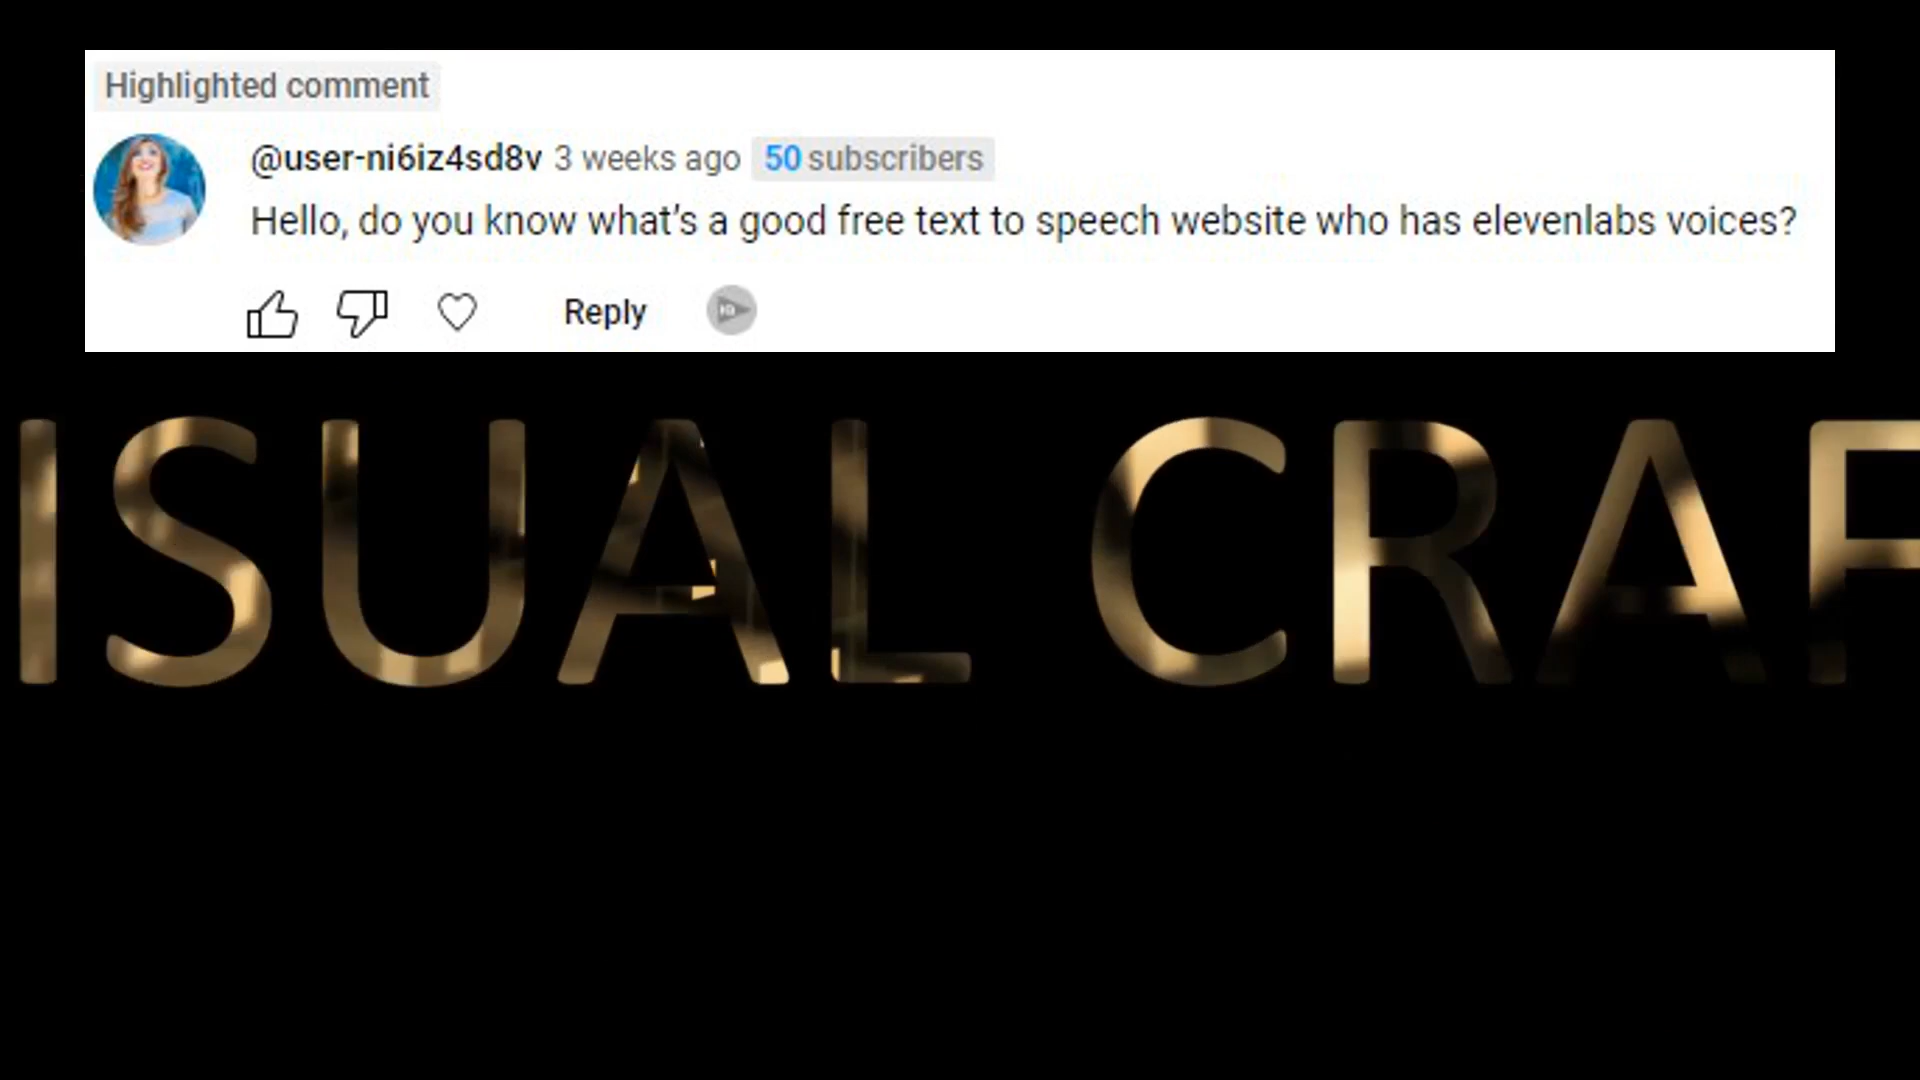 Highlighted comment
@user-ni6iz4sd8v 3 weeks ago 50 subscribers
Hello, do you know what's a good free text to speech website who has elevenlabs voices?
Reply
ISUAL CRAF